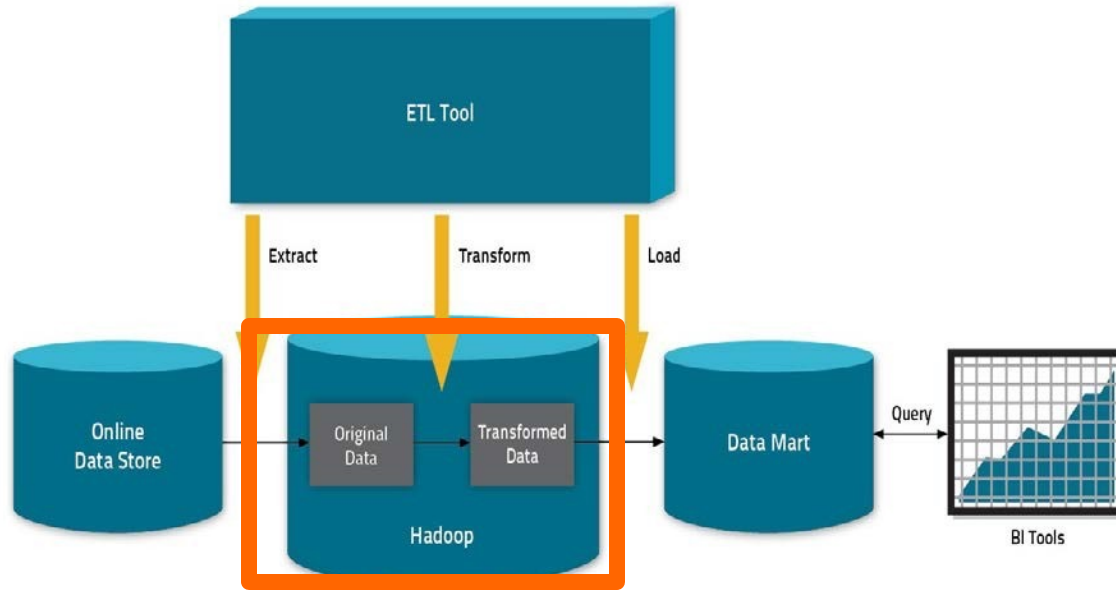 ETL Tool
Extract
Transform
Load
Online
Data Store
Original
Data
Transformed
Data
Hadoop
Data Mart
Query
BI Tools